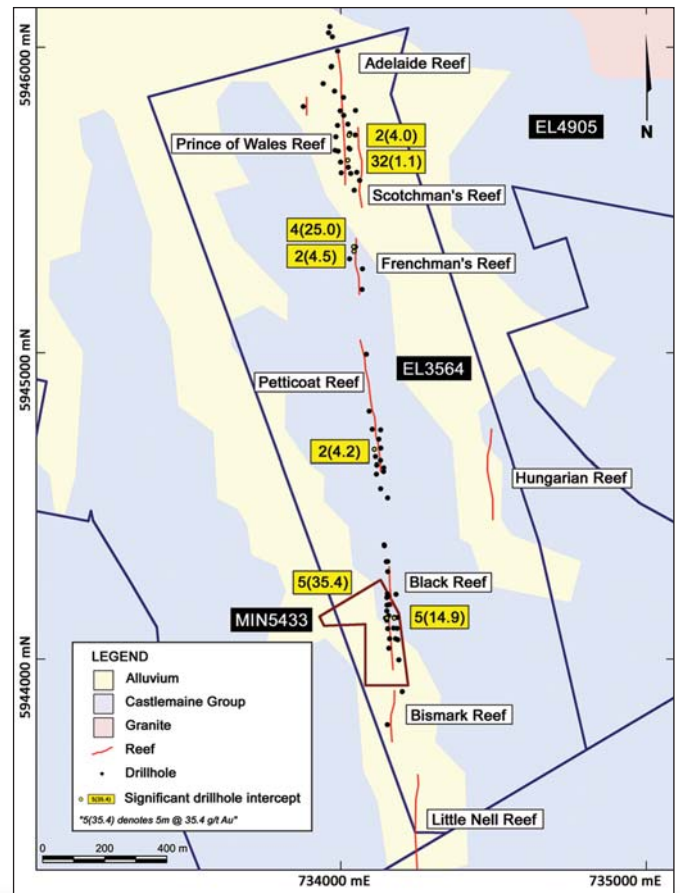 5946000 mN
Adelaide Reef
EL4905
N
Prince of Wales Reef
2(4.0)
32(1.1)
Scotchman's Reef
4(25.0)
2(4.5)
Frenchman's Reef
5945000 mN
Petticoat Reef
EL3564
2(4.2)
Hungarian Reef
5(35.4)
Black Reef
MIN5433
5(14.9)
5944000 mN
LEGEND
Alluvium
Castlemaine Group
Granite
Reef
Drillhole
5(35.4) Significant drillhole intercept
"5(35.4) denotes 5m @ 35.4 g/t Au"
Bismark Reef
Little Nell Reef
0 200 400 m
734000 mE
735000 mE